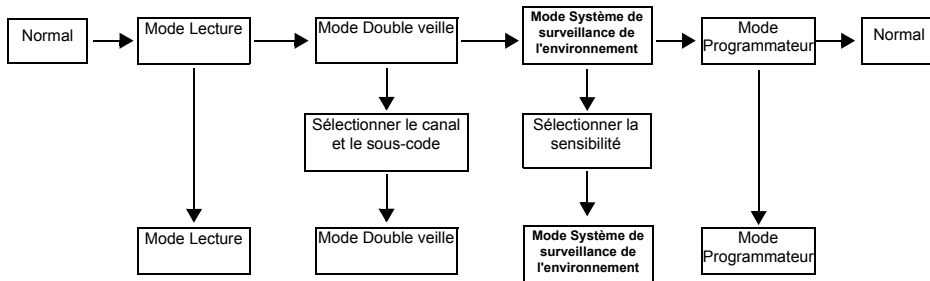 Normal
Mode Lecture
Mode Double veille
Mode Système de
surveillance de
l'environnement
Mode
Programmateur
Normal
Sélectionner le canal
et le sous-code
Sélectionner la
sensibilité
Mode Lecture
Mode Double veille
Mode Système de
surveillance de
l'environnement
Mode
Programmateur